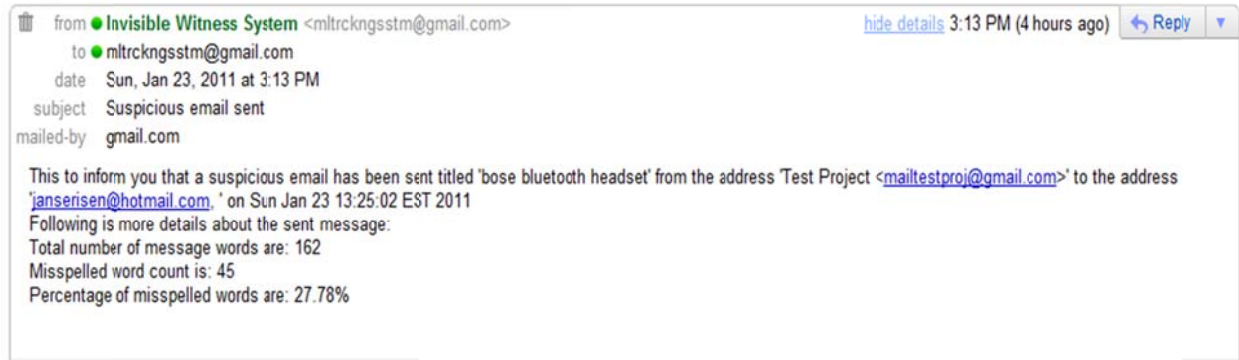 from Invisible Witness System <mltrckngsstm@gmail.com> hide details 3:13 PM (4 hours ago) Reply
to mltrckngsstm@gmail.com
date Sun, Jan 23, 2011 at 3:13 PM
subject Suspicious email sent
mailed-by gmail.com
This to inform you that a suspicious email has been sent titled 'bose bluetooth headset' from the address 'Test Project <mailtestproj@gmail.com>' to the address
'janserisen@hotmail.com, ' on Sun Jan 23 13:25:02 EST 2011
Following is more details about the sent message:
Total number of message words are: 162
Misspelled word count is: 45
Percentage of misspelled words are: 27.78%